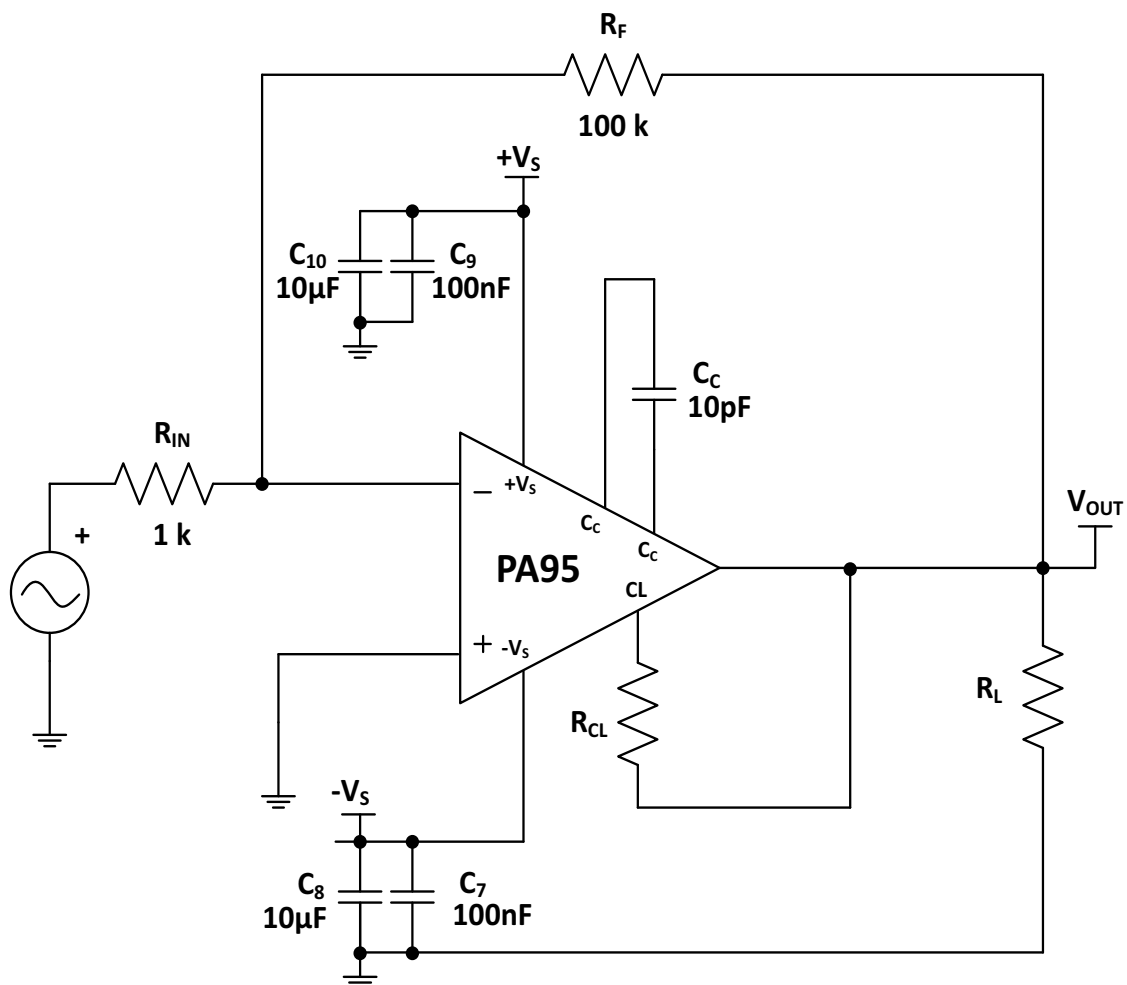 R_F
100 k
+V_S
C_10
10µF
C_9
100nF
C_C
10pF
R_IN
1 k
+
−
+V_S
C_C
C_C
V_OUT
PA95
CL
+
-V_S
R_CL
R_L
-V_S
C_8
10µF
C_7
100nF